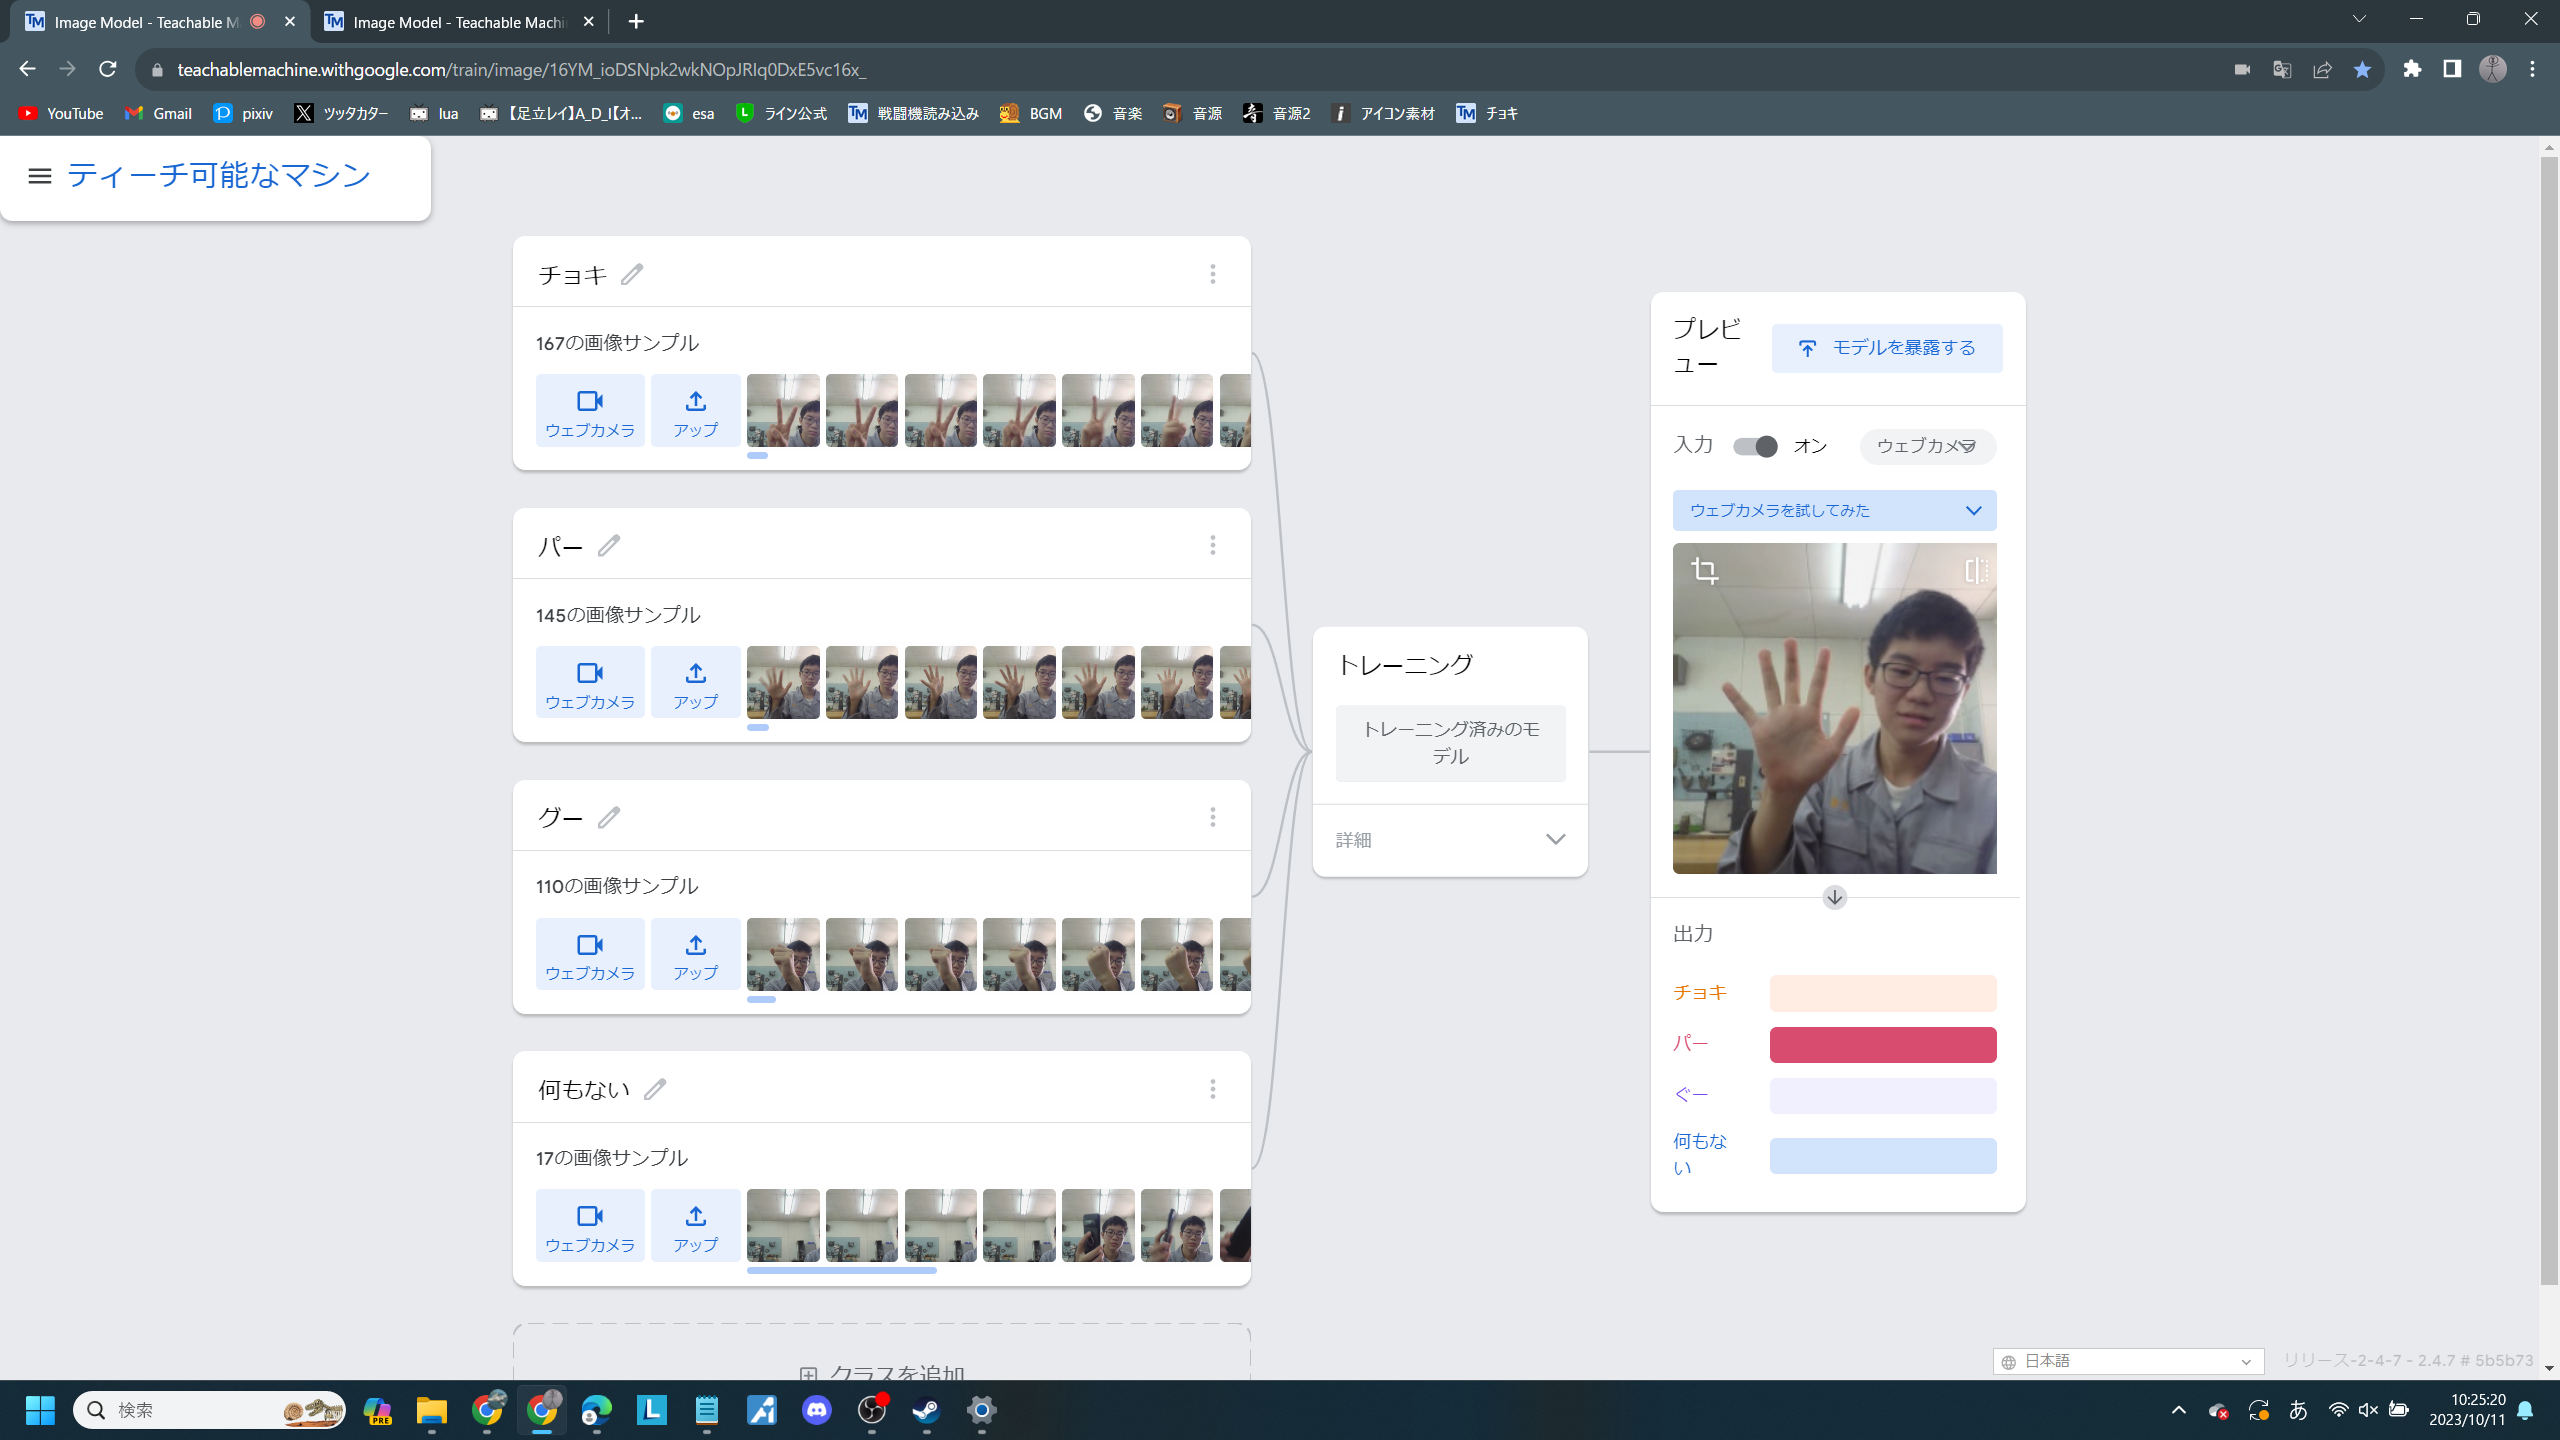 Image Model - Teachable M
Image Model - Teachable Machi
teachablemachine.withgoogle.com/train/image/16YM_ioDSNpk2wkNOpJRIq0DxE5vc16x_
YouTube
Gmail
pixiv
ツッタカター
lua
【足立レイ】A_D_I【オ...
esa
ライン公式
戦闘機読み込み
BGM
音楽
音源
音源2
アイコン素材
チョキ
ティーチ可能なマシン
チョキ
167の画像サンプル
ウェブカメラ
アップ
パー
145の画像サンプル
ウェブカメラ
アップ
グー
110の画像サンプル
ウェブカメラ
アップ
何もない
17の画像サンプル
ウェブカメラ
アップ
クラスを追加
トレーニング
トレーニング済みのモ
デル
詳細
プレビ
ュー
モデルを暴露する
入力
オン
ウェブカメラ
ウェブカメラを試してみた
出力
チョキ
パー
ぐー
何もな
い
日本語
リリース-2-4-7 - 2.4.7 # 5b5b73
検索
PRE
あ
10:25:20
2023/10/11